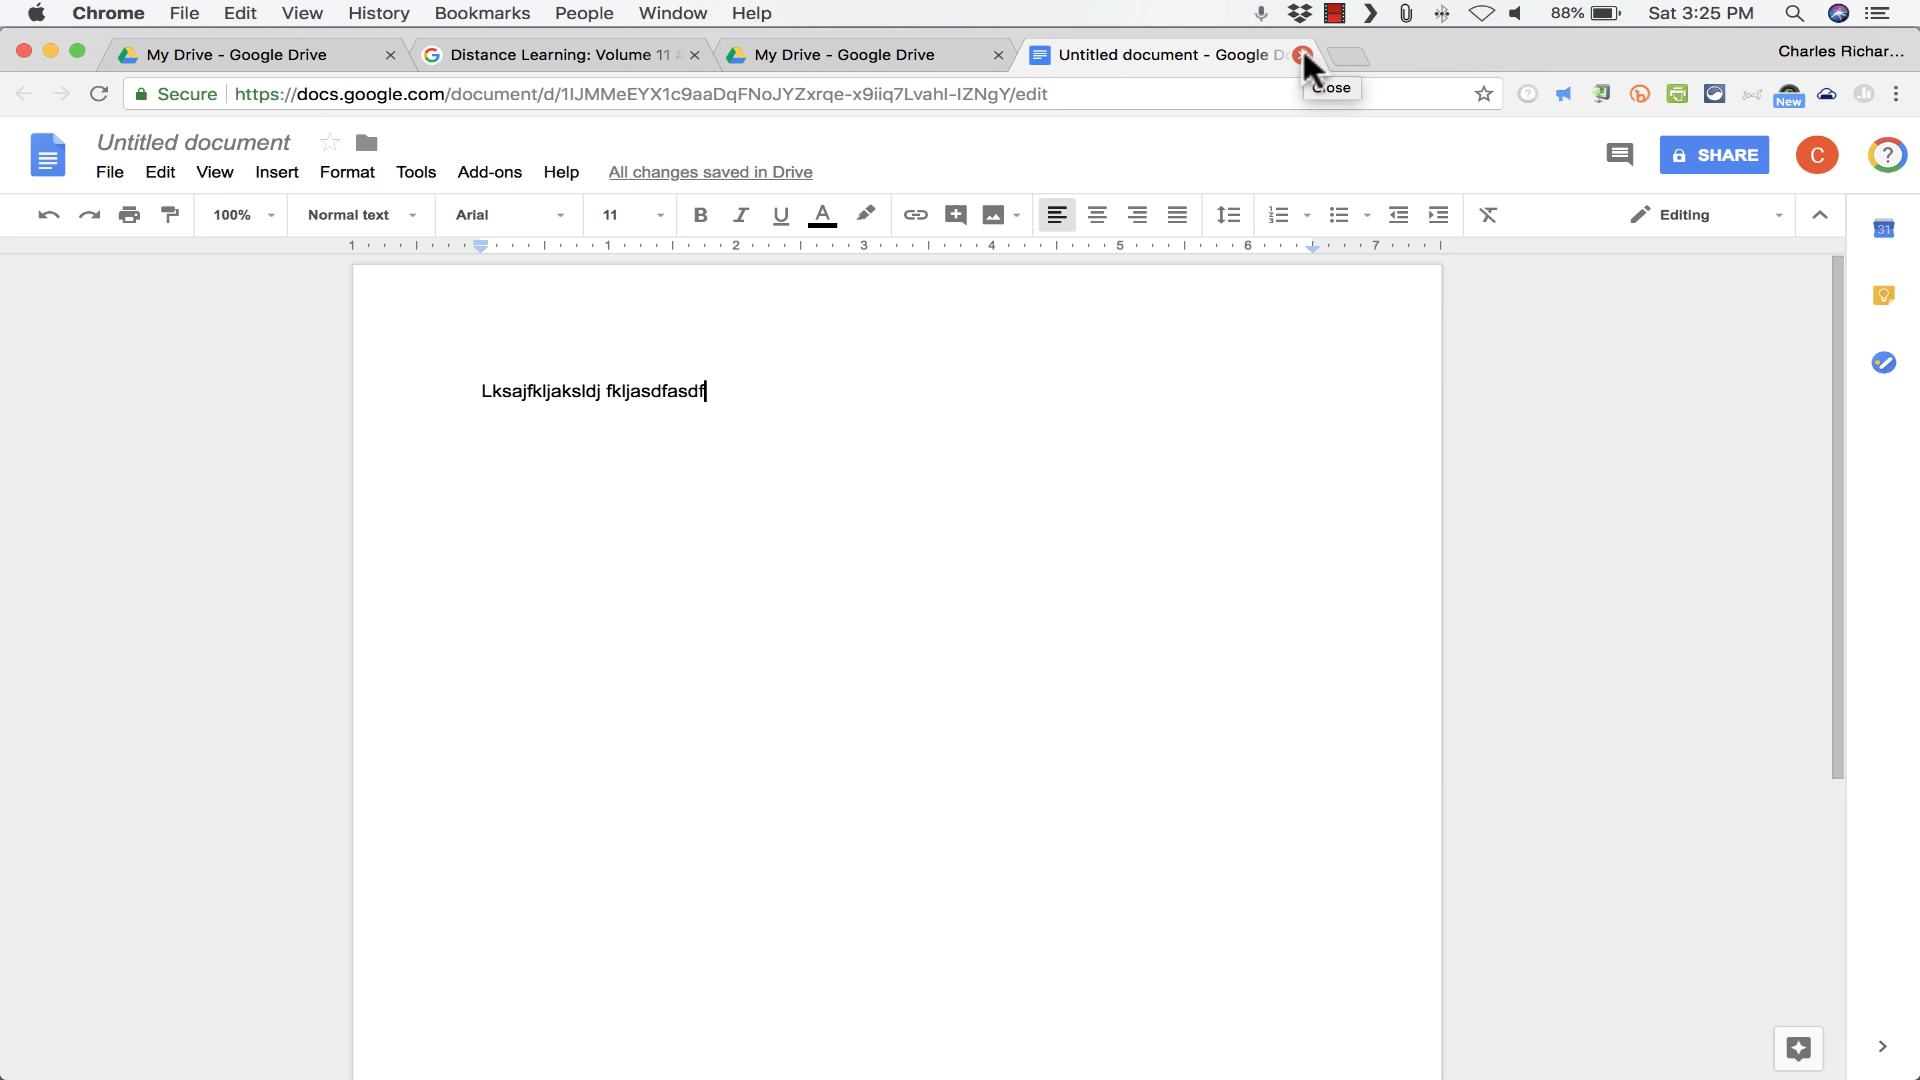 Chrome File Edit View History Bookmarks People Window Help 88% Sat 3:25 PM
My Drive - Google Drive Distance Learning: Volume 11 # My Drive - Google Drive Untitled document - Google D Charles Richar...
Secure https://docs.google.com/document/d/1IJMMeEYX1c9aaDqFNoJYZxrqe-x9iiq7Lvahl-IZNgY/edit New
Close
Untitled document
File Edit View Insert Format Tools Add-ons Help All changes saved in Drive SHARE C ?
100% Normal text Arial 11 B I U A Editing
1 1 2 3 4 5 6 7
31
Lksajfkljaksldj fkljasdfasdf